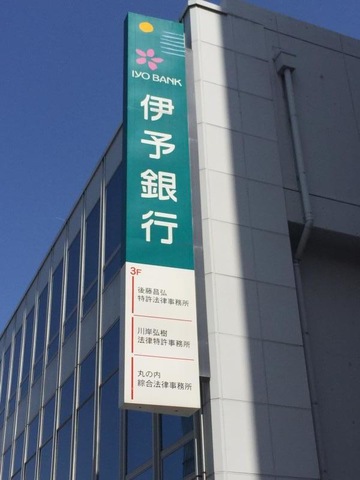 IYO BANK
伊予銀行
3F
後藤昌弘
特許法律事務所
川岸弘樹
法律特許事務所
丸の内
綜合法律事務所